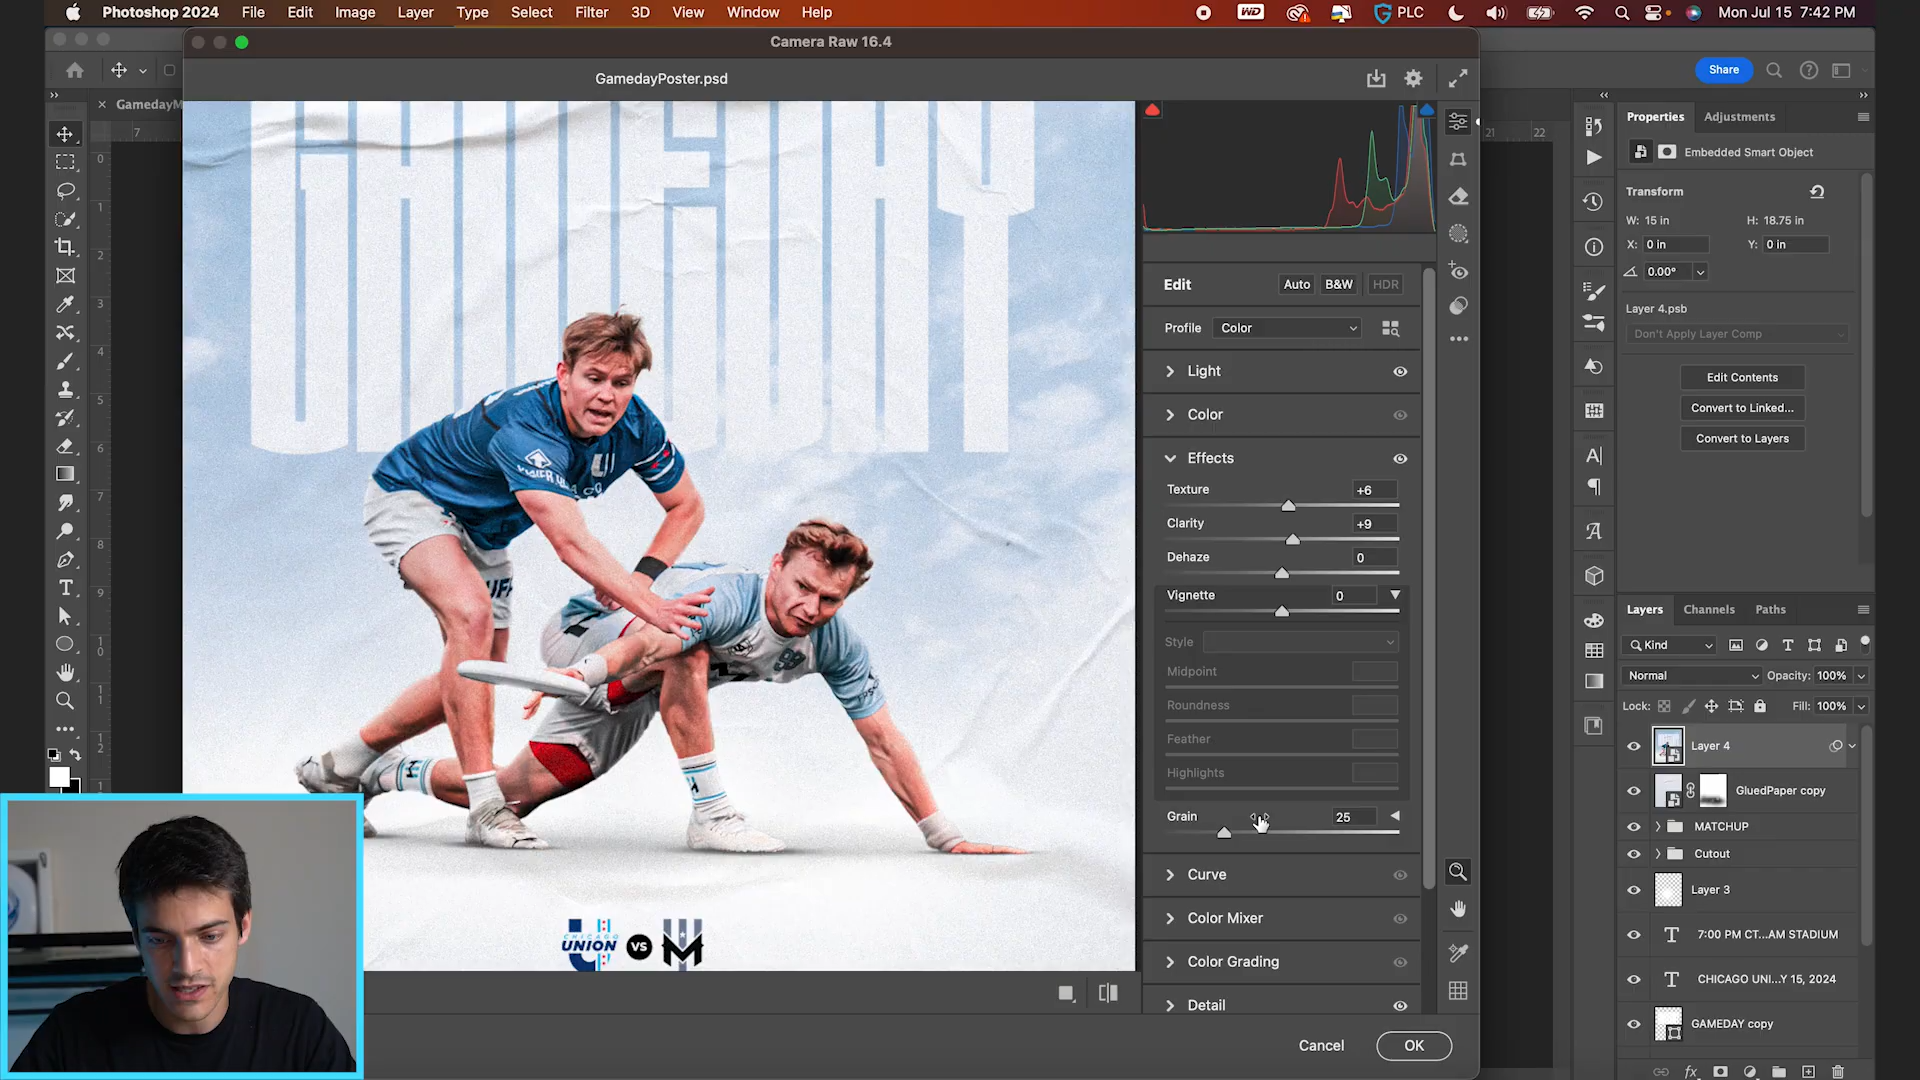 Photoshop 2024 File Edit Image Layer Type Select Filter 3D View Window Help
WD PLC Mon Jul 15 7:42 PM
Camera Raw 16.4
GamedayPoster.psd
Share
GamedayM
7
21 22
GAMEDAY
CHICAGO
UNION VS
Edit Auto B&W HDR
Profile Color
Light
Color
Effects
Texture +6
Clarity +9
Dehaze 0
Vignette 0
Style
Midpoint
Roundness
Feather
Highlights
Grain 25
Curve
Color Mixer
Color Grading
Detail
Cancel OK
Properties Adjustments
Embedded Smart Object
Transform
W: 15 in H: 18.75 in
X: 0 in Y: 0 in
0.00°
Layer 4.psb
Don't Apply Layer Comp
Edit Contents
Convert to Linked...
Convert to Layers
Layers Channels Paths
Kind
Normal Opacity: 100%
Lock: Fill: 100%
Layer 4
GluedPaper copy
MATCHUP
Cutout
Layer 3
7:00 PM CT...AM STADIUM
CHICAGO UNI...Y 15, 2024
GAMEDAY copy